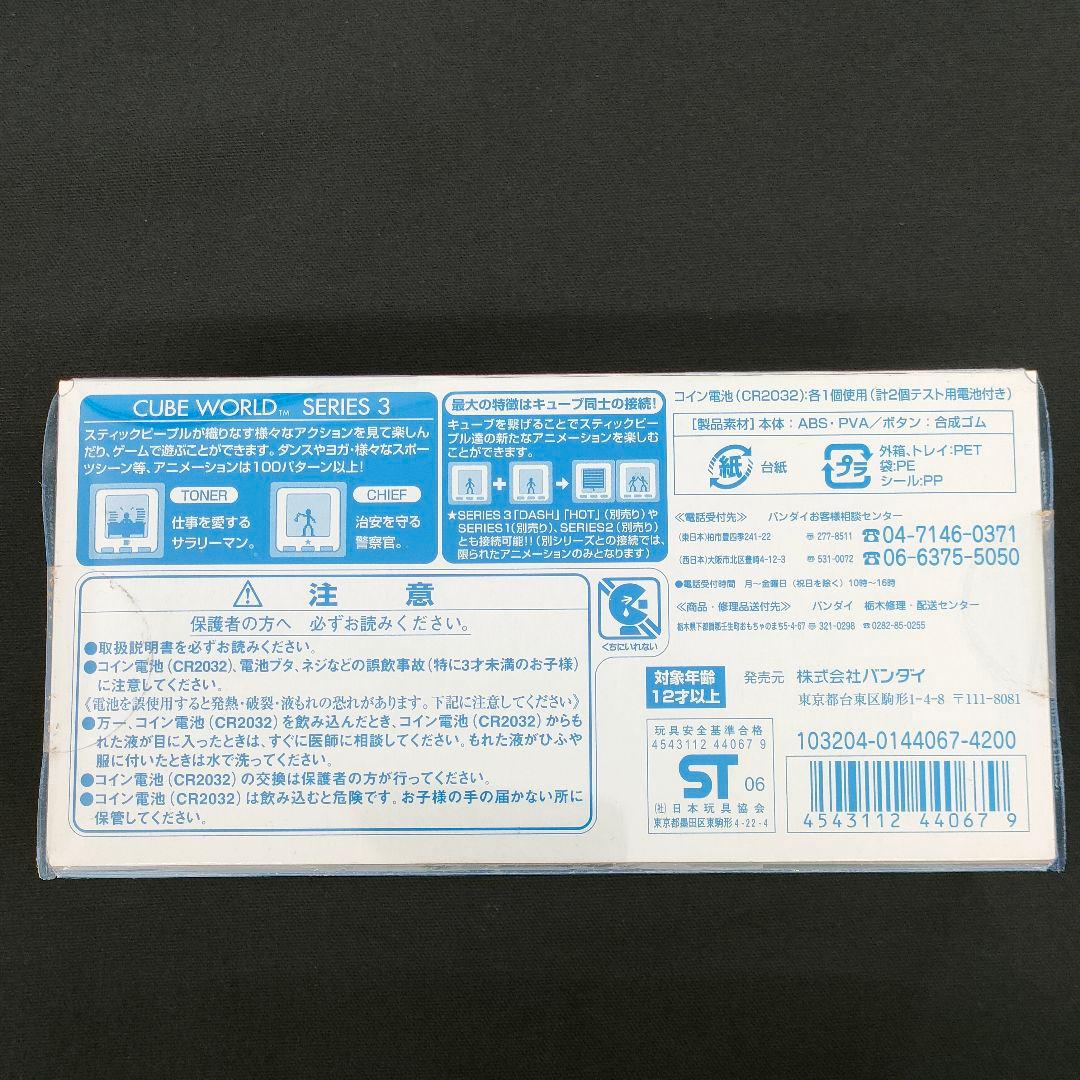 CUBE WORLD™ SERIES 3
スティックピープルが織りなす様々なアクションを見て楽しん
だり、ゲームで遊ぶことができます。ダンスやヨガ・様々なスポー
ツシーン等、アニメーションは100パターン以上!
TONER
仕事を愛する
サラリーマン。
CHIEF
治安を守る
警察官。
最大の特徴はキューブ同士の接続!
キューブを繋げることでスティックピー
プル達の新たなアニメーションを楽しむ
ことができます。
★SERIES 3「DASH」「HOT」(別売り)や
SERIES1(別売り)、SERIES2(別売り)
とも接続可能!!(別シリーズとの接続では、
限られたアニメーションのみとなります)
コイン電池(CR2032):各1個使用(計2個テスト用電池付き)
[製品素材]本体:ABS・PVA/ボタン:合成ゴム
紙 台紙
プラ 外箱、トレイ:PET
袋:PE
シール:PP
≪電話受付先≫ バンダイお客様相談センター
(東日本)柏市豊四季241-22 〒277-8511 ☎04-7146-0371
(西日本)大阪市北区豊崎4-12-3 〒531-0072 ☎06-6375-5050
●電話受付時間 月〜金曜日(祝日を除く)10時〜16時
≪商品・修理品送付先≫ バンダイ 栃木修理・配送センター
栃木県下都賀郡壬生町おもちゃのまち5-4-67 〒321-0298 ☎0282-85-0255
⚠ 注意
保護者の方へ 必ずお読みください。
●取扱説明書を必ずお読みください。
●コイン電池(CR2032)、電池ブタ、ネジなどの誤飲事故(特に3才未満のお子様)
に注意してください。
《電池を誤使用すると発熱・破裂・液もれの恐れがあります。下記に注意してください》
●万一、コイン電池(CR2032)を飲み込んだとき、コイン電池(CR2032)からも
れた液が目に入ったときは、すぐに医師に相談してください。もれた液がひふや
服に付いたときは水で洗ってください。
●コイン電池(CR2032)の交換は保護者の方が行ってください。
●コイン電池(CR2032)は飲み込むと危険です。お子様の手の届かない所に
保管してください。
くちにいれない
対象年齢
12才以上
発売元 株式会社バンダイ
東京都台東区駒形1-4-8 〒111-8081
玩具安全基準合格
4543112 44067 9
ST 06
(社)日本玩具協会
東京都墨田区東駒形4-22-4
103204-0144067-4200
4543112 440679